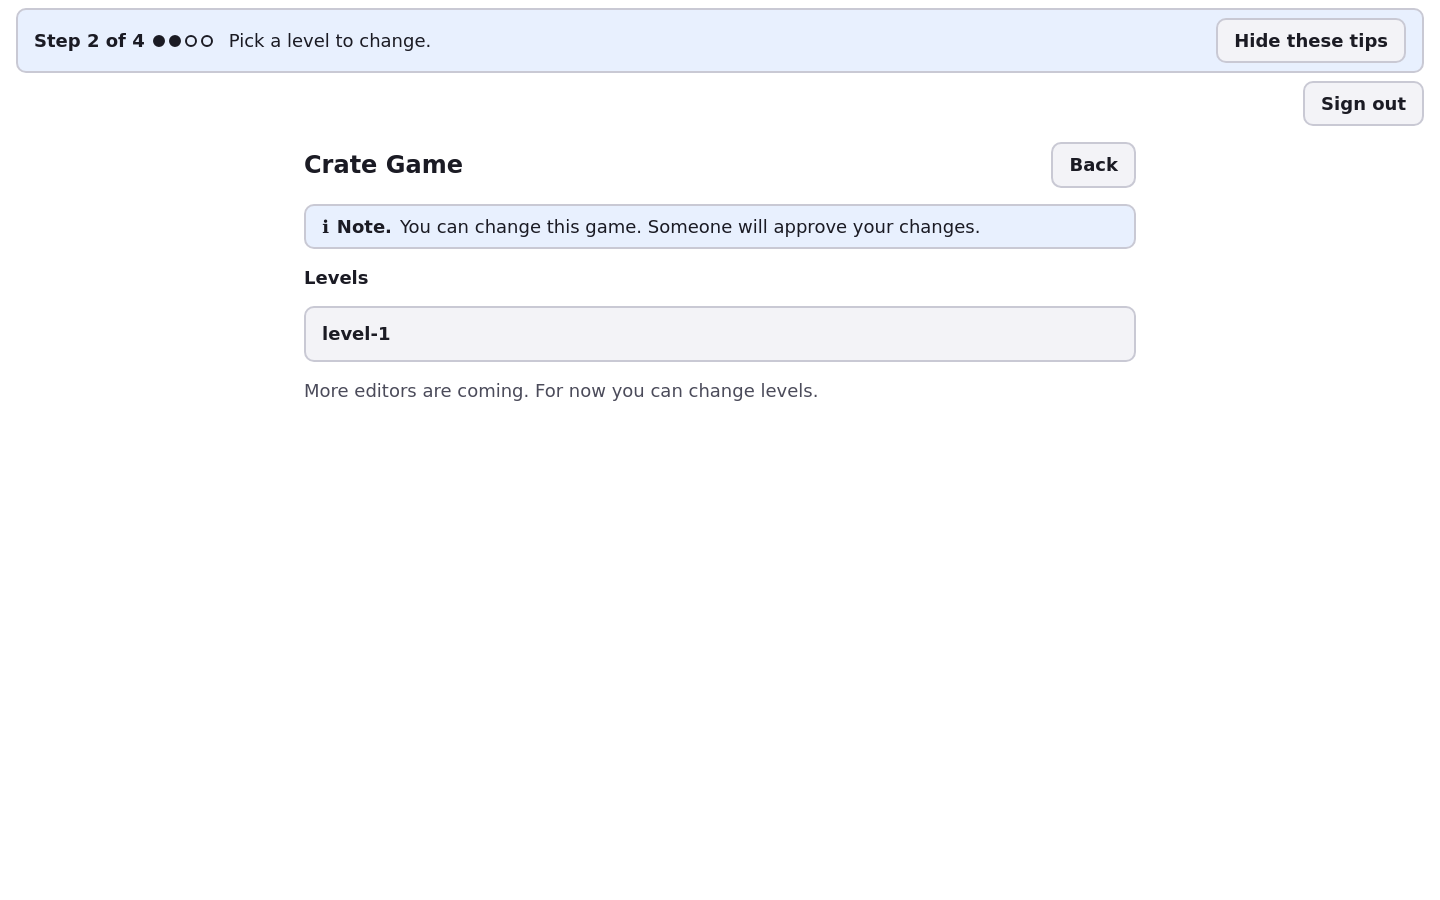 Step 2 of 4 Pick a level to change. Hide these tips
Sign out
Crate Game Back
ℹ Note. You can change this game. Someone will approve your changes.
Levels
level-1
More editors are coming. For now you can change levels.